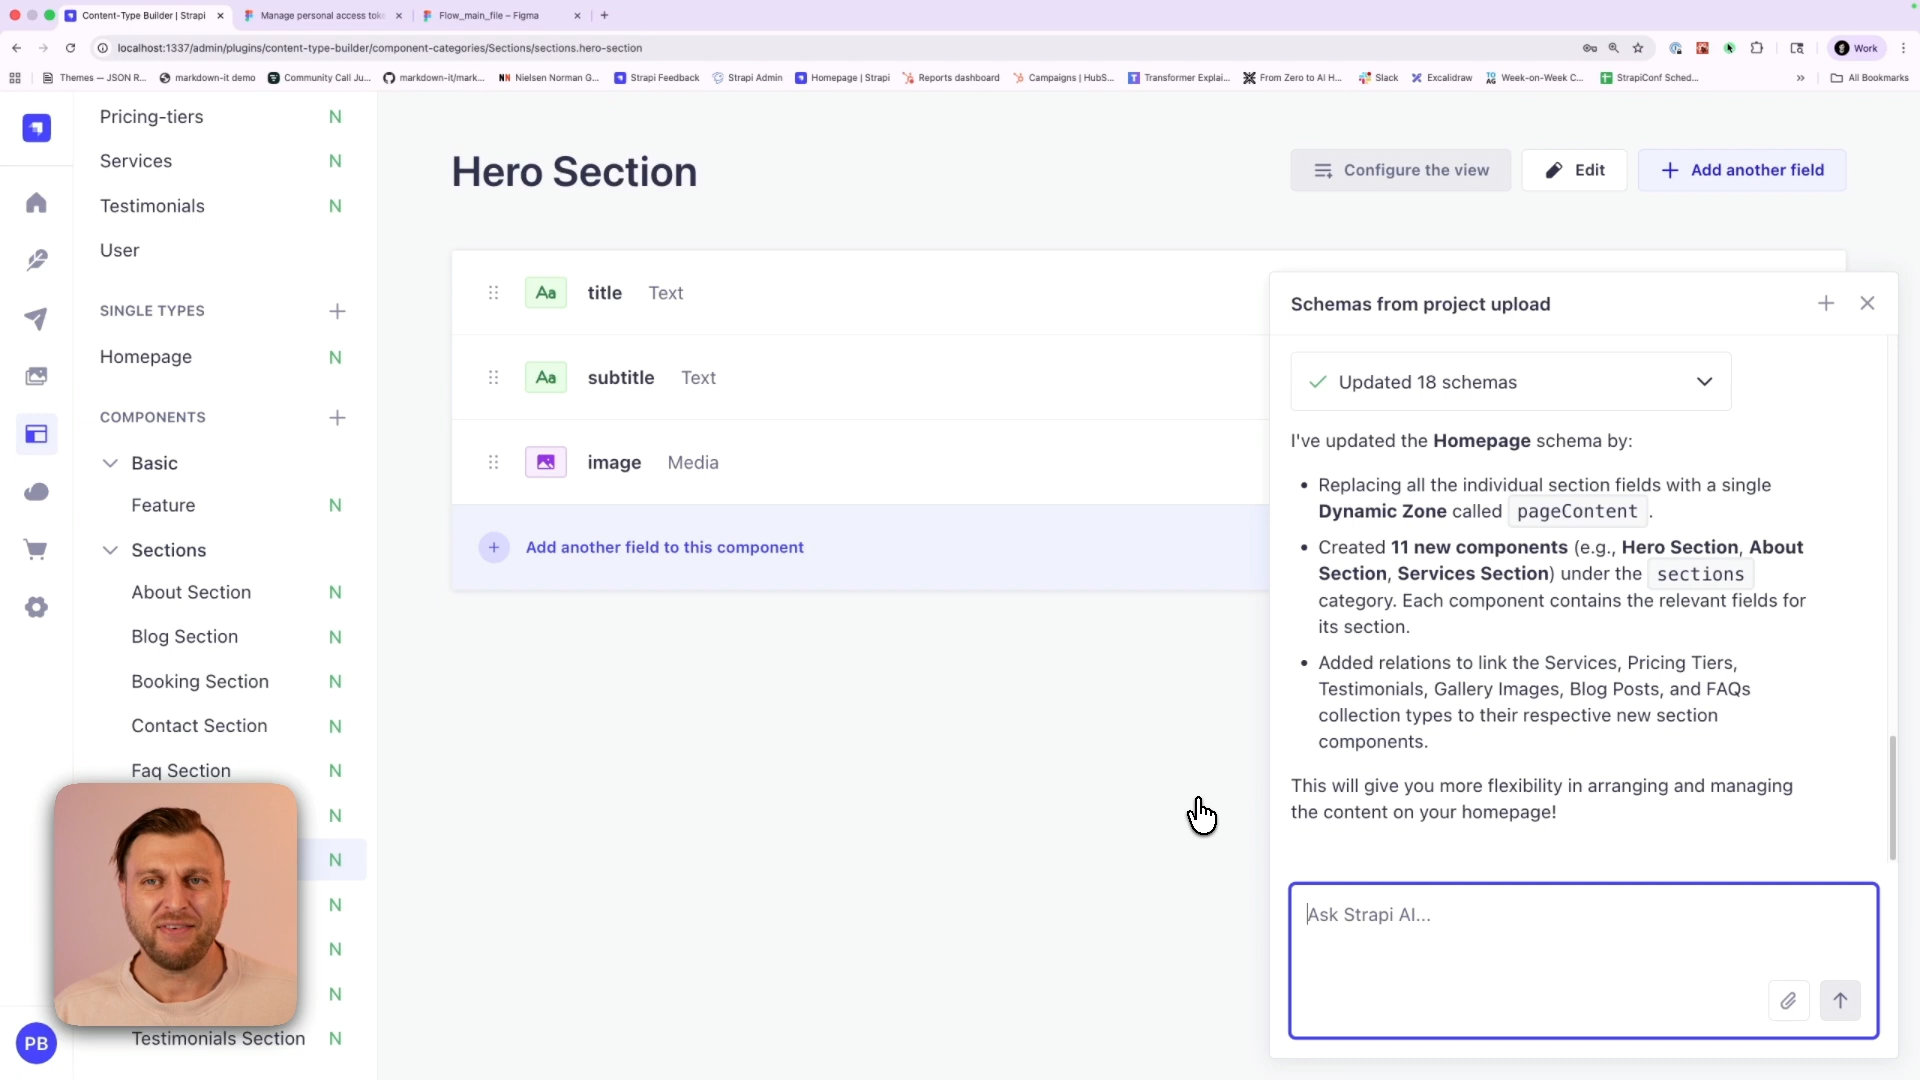 Content-Type Builder | Strapi
Manage personal access toke
Flow_main_file – Figma
localhost:1337/admin/plugins/content-type-builder/component-categories/Sections/sections.hero-section
Work
Themes — JSON R...
markdown-it demo
Community Call Ju...
markdown-it/mark...
NN Nielsen Norman G...
Strapi Feedback
Strapi Admin
Homepage | Strapi
Reports dashboard
Campaigns | HubS...
Transformer Explai...
From Zero to AI H...
Slack
Excalidraw
Week-on-Week C...
StrapiConf Sched...
All Bookmarks
Pricing-tiers N
Services N
Testimonials N
User
SINGLE TYPES
Homepage N
COMPONENTS
Basic
Feature N
Sections
About Section N
Blog Section N
Booking Section N
Contact Section N
Faq Section N
N
N
N
N
N
Testimonials Section N
PB
Hero Section
Configure the view
Edit
Add another field
Aa title Text
Aa subtitle Text
image Media
Add another field to this component
Schemas from project upload
Updated 18 schemas
I've updated the Homepage schema by:
• Replacing all the individual section fields with a single
Dynamic Zone called pageContent .
• Created 11 new components (e.g., Hero Section, About
Section, Services Section) under the sections
category. Each component contains the relevant fields for
its section.
• Added relations to link the Services, Pricing Tiers,
Testimonials, Gallery Images, Blog Posts, and FAQs
collection types to their respective new section
components.
This will give you more flexibility in arranging and managing
the content on your homepage!
Ask Strapi AI...